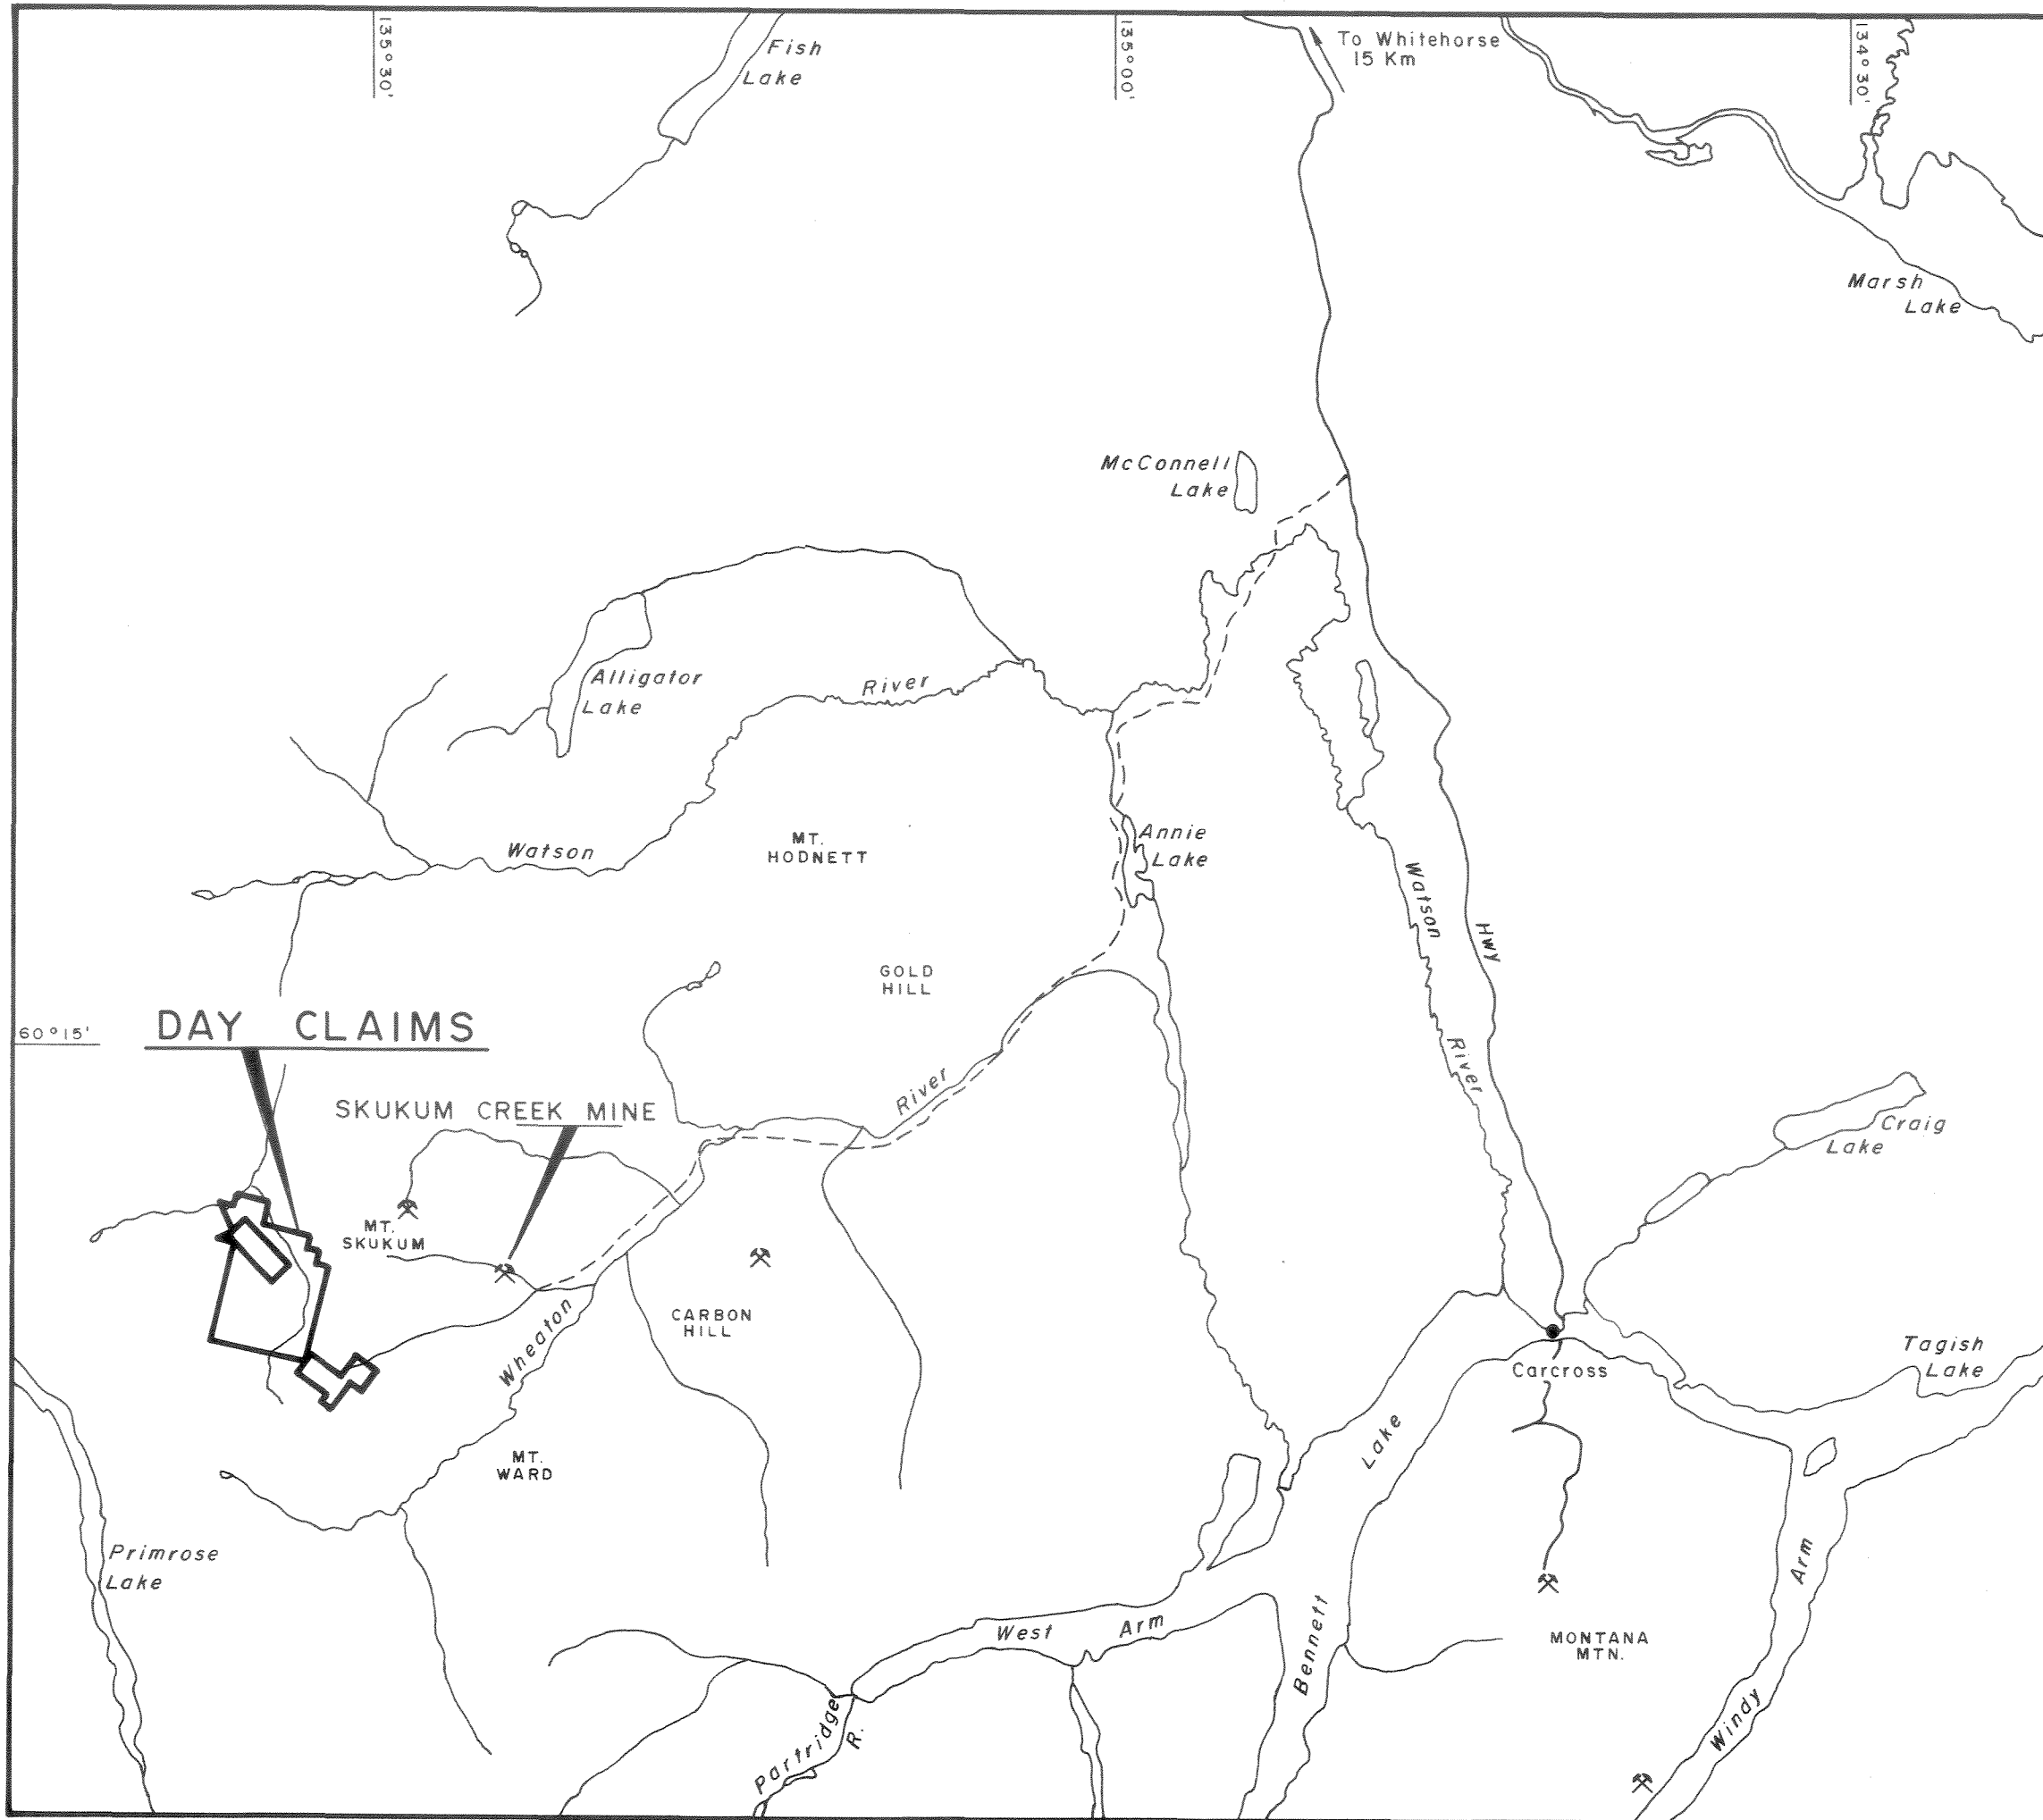 135°30'
135°00'
134°30'
Fish
Lake
To Whitehorse
15 Km
Marsh
Lake
McConnell
Lake
Alligator
Lake
River
Watson
MT.
HODNETT
Annie
Lake
Watson
River
HWY
GOLD
HILL
60°15'
DAY CLAIMS
SKUKUM CREEK MINE
River
Craig
Lake
MT.
SKUKUM
Wheaton
CARBON
HILL
Carcross
Tagish
Lake
Lake
MT.
WARD
Primrose
Lake
West Arm
Bennett
Arm
MONTANA
MTN.
Windy
Partridge
R.